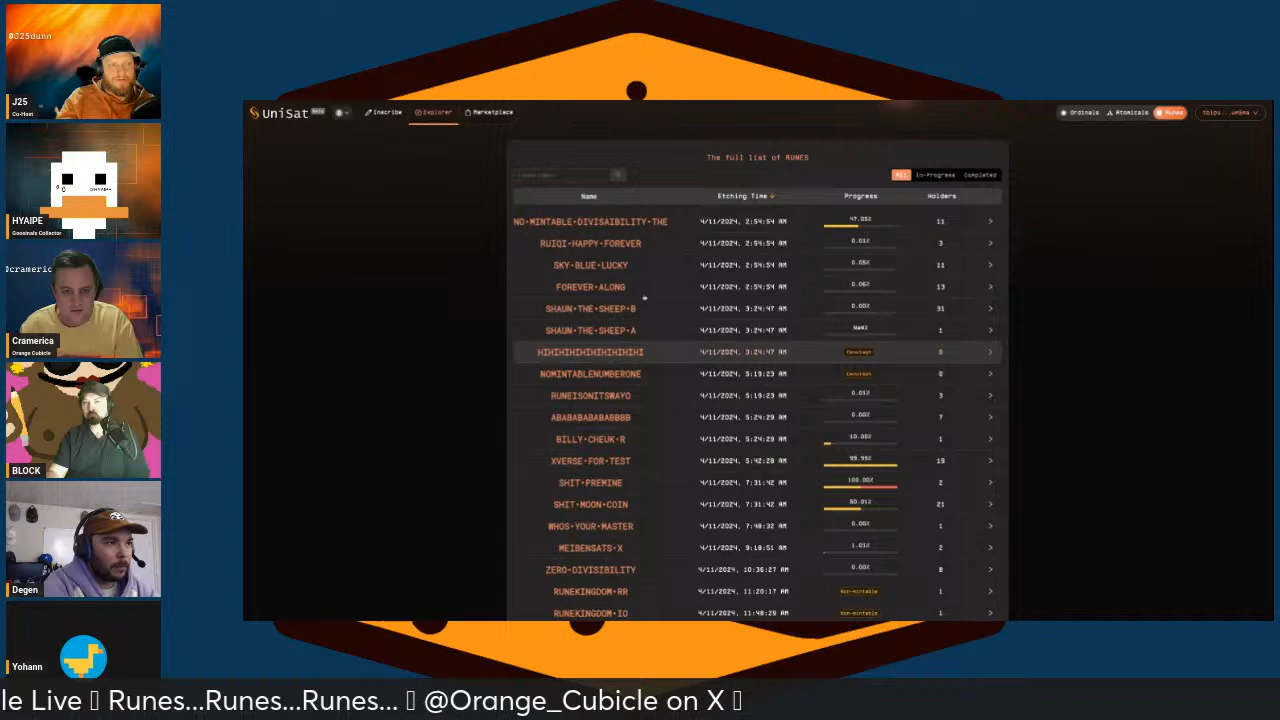 @J25dunn
J25
Co-Host
@HYAIPE
HYAIPE
Goosinals Collector
@crameric
Cramerica
Orange Cubicle
BLOCK
Degen
Yohann
UniSat Beta
Inscribe Explorer Marketplace
Ordinals Atomicals Runes
The full list of RUNES
All In-Progress Completed
Name Etching Time Progress Holders
NO•MINTABLE•DIVISAIBILITY•THE 4/11/2024, 2:54:54 AM 47.05% 11
RUIQI•HAPPY•FOREVER 4/11/2024, 2:54:54 AM 0.01% 3
SKY•BLUE•LUCKY 4/11/2024, 2:54:54 AM 0.05% 11
FOREVER•ALONG 4/11/2024, 2:54:54 AM 0.06% 13
SHAUN•THE•SHEEP•B 4/11/2024, 3:24:47 AM 0.00% 31
SHAUN•THE•SHEEP•A 4/11/2024, 3:24:47 AM NaN% 1
HIHIHIHIHIHIHIHIHIHI 4/11/2024, 3:24:47 AM 0
NOMINTABLENUMBERONE 4/11/2024, 5:19:23 AM 0
RUNEISONITSWAYO 4/11/2024, 5:19:23 AM 0.01% 3
ABABABABABABBBB 4/11/2024, 5:24:29 AM 0.00% 7
BILLY•CHEUK•R 4/11/2024, 5:24:29 AM 10.00% 1
XVERSE•FOR•TEST 4/11/2024, 5:42:28 AM 99.99% 19
SHIT•PREMINE 4/11/2024, 7:31:42 AM 100.00% 2
SHIT•MOON•COIN 4/11/2024, 7:31:42 AM 50.01% 21
WHOS•YOUR•MASTER 4/11/2024, 7:48:32 AM 0.00% 1
MEIBENSATS•X 4/11/2024, 9:18:51 AM 1.01% 2
ZERO•DIVISIBILITY 4/11/2024, 10:36:27 AM 0.00% 8
RUNEKINGDOM•RR 4/11/2024, 11:20:17 AM Non-mintable 1
RUNEKINGDOM•IO 4/11/2024, 11:40:29 AM Non-mintable 1
le Live Runes...Runes...Runes... @Orange_Cubicle on X